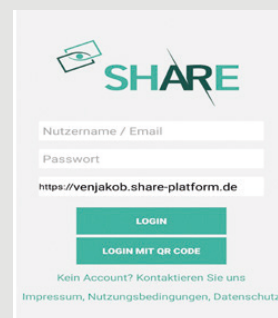 SHARE
Nutzername / Email
Passwort
https://venjakob.share-platform.de
LOGIN
LOGIN MIT QR CODE
Kein Account? Kontaktieren Sie uns
Impressum, Nutzungsbedingungen, Datenschutz